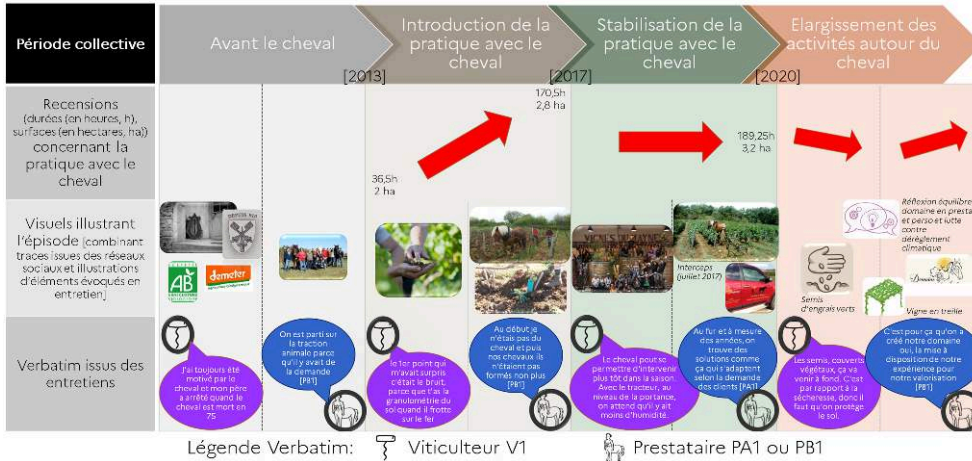 Période collective
Avant le cheval
Introduction de la
pratique avec le
cheval
Stabilisation de la
pratique avec le
cheval
Elargissement des
activités autour du
cheval
[2013]
[2017]
[2020]
Recensions
(durées (en heures, h),
surfaces (en hectares, ha))
concernant la
pratique avec le
cheval
36,5h
2 ha
170,5h
2,8 ha
189,25h
3,2 ha
Visuels illustrant
l'épisode [combinant
traces issues des réseaux
sociaux et illustrations
d'éléments évoqués en
entretien]
AB
demeter
Interceps
(juillet 2017)
Semis
d'engrais verts
Réflexion équilibre
domaine en presta
et perso et lutte
contre
dérèglement
climatique
Vigne en treille
Verbatim issus des
entretiens
J'ai toujours été
motivé par le
cheval et mon père
a arrêté quand le
cheval est mort en
75
On est parti sur
la traction
animale parce
qu'il y avait de
la demande
[PB1]
le 1er point qui
m'avait surpris
c'était le bruit,
parce que t'as la
granulométrie du
sol quand il frotte
sur le fer
Au début je
n'étais pas du
cheval et puis
nos chevaux ils
n'étaient pas
formés non plus
[PB1]
Le cheval peut se
permettre d'intervenir
plus tôt dans la saison.
Avec le tracteur, au
niveau de la portance,
on attend qu'il y ait
moins d'humidité.
Au fur et à mesure
des années, on
trouve des
solutions comme
ça qui s'adaptent
selon la demande
des clients [PA1]
Les semis, couverts
végétaux, ça va
venir à fond. C'est
par rapport à la
sécheresse, donc il
faut qu'on protège
le sol.
C'est pour ça qu'on a
créé notre domaine
oui, la mise à
disposition de notre
expérience pour
notre valorisation
[PB1]
Légende Verbatim:
Viticulteur V1
Prestataire PA1 ou PB1